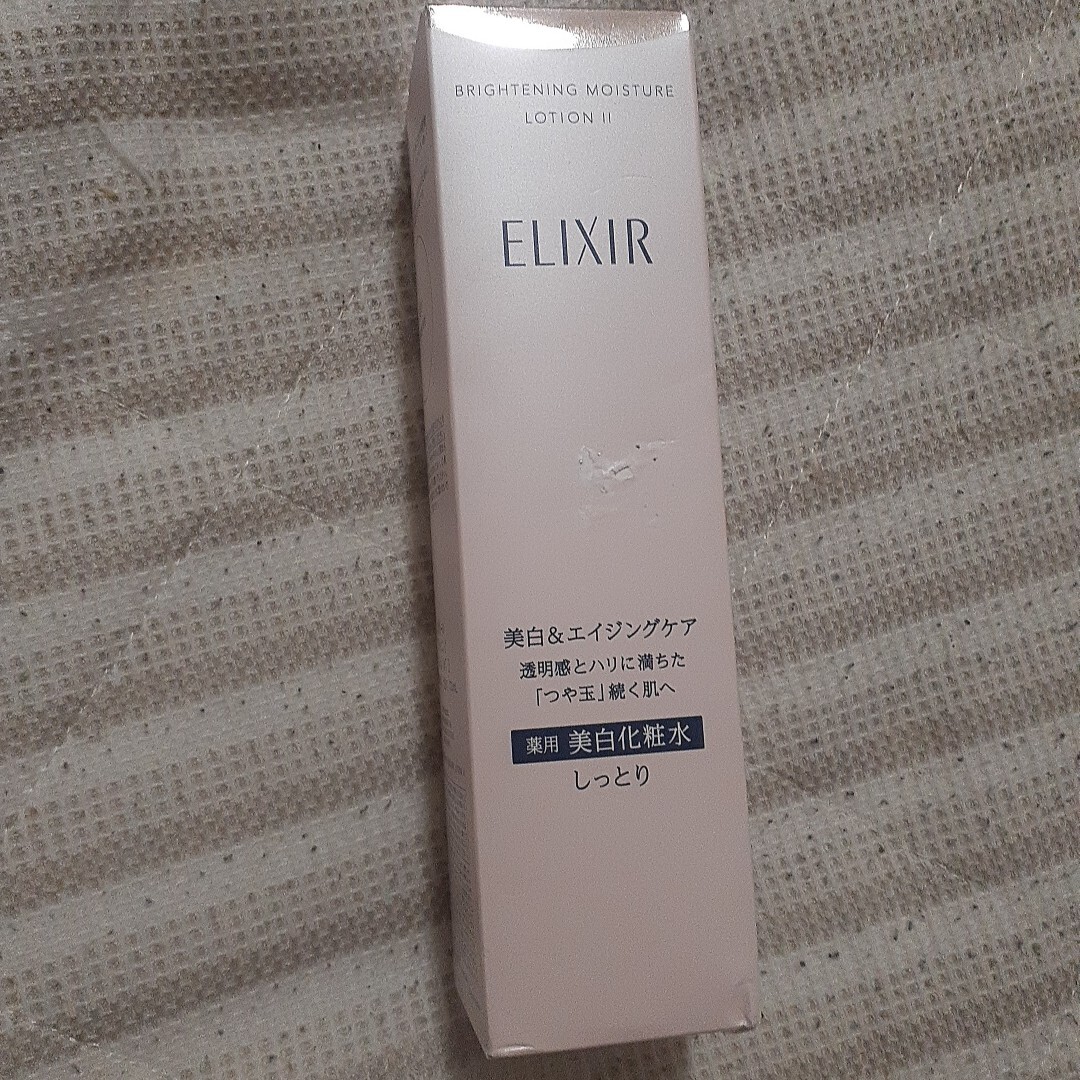 BRIGHTENING MOISTURE
LOTION II
ELIXIR
美白&エイジングケア
透明感とハリに満ちた
「つや玉」続く肌へ
薬用 美白化粧水
しっとり